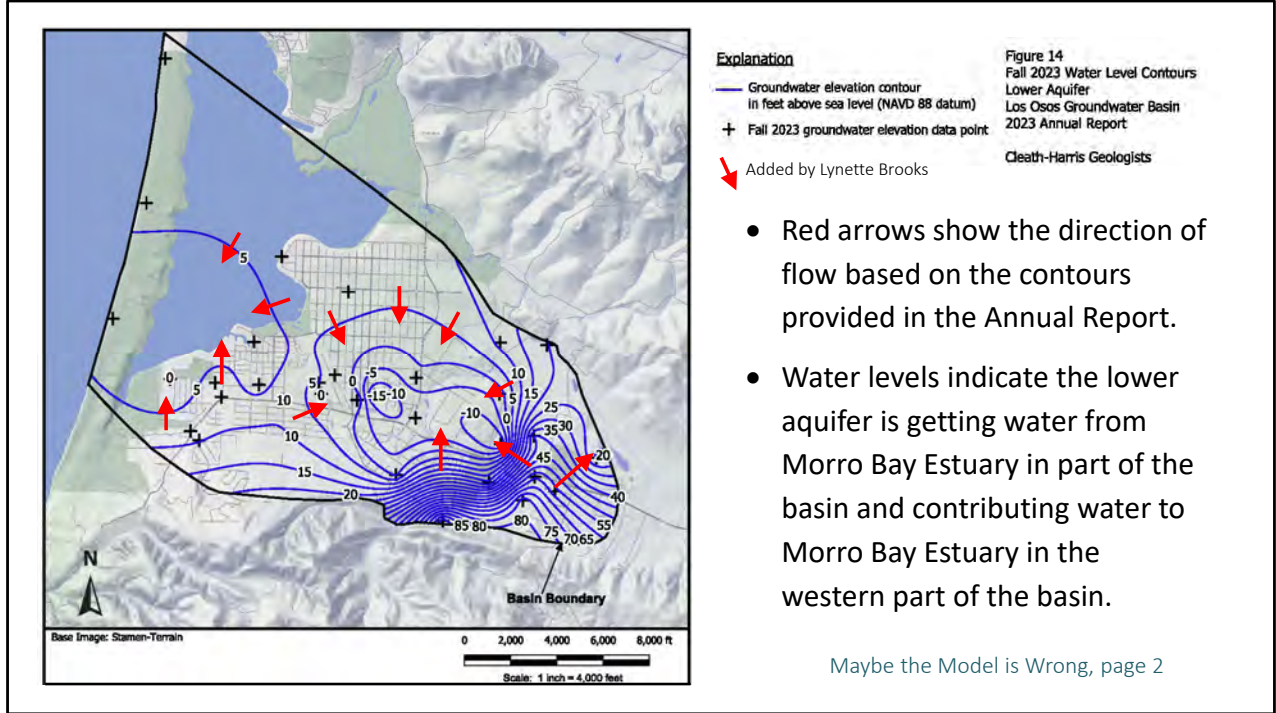 Explanation
Groundwater elevation contour
in feet above sea level (NAVD 88 datum)
Fall 2023 groundwater elevation data point
Added by Lynette Brooks
Figure 14
Fall 2023 Water Level Contours
Lower Aquifer
Los Osos Groundwater Basin
2023 Annual Report
Cleath-Harris Geologists
• Red arrows show the direction of
flow based on the contours
provided in the Annual Report.
• Water levels indicate the lower
aquifer is getting water from
Morro Bay Estuary in part of the
basin and contributing water to
Morro Bay Estuary in the
western part of the basin.
Maybe the Model is Wrong, page 2
5
0
5
10
5
0
0
-5
-15
-10
10
15
5
0
-10
25
35
30
45
20
40
10
15
20
85
80
80
75
70
65
55
N
Basin Boundary
Base Image: Stamen-Terrain
0 2,000 4,000 6,000 8,000 ft
Scale: 1 inch = 4,000 feet